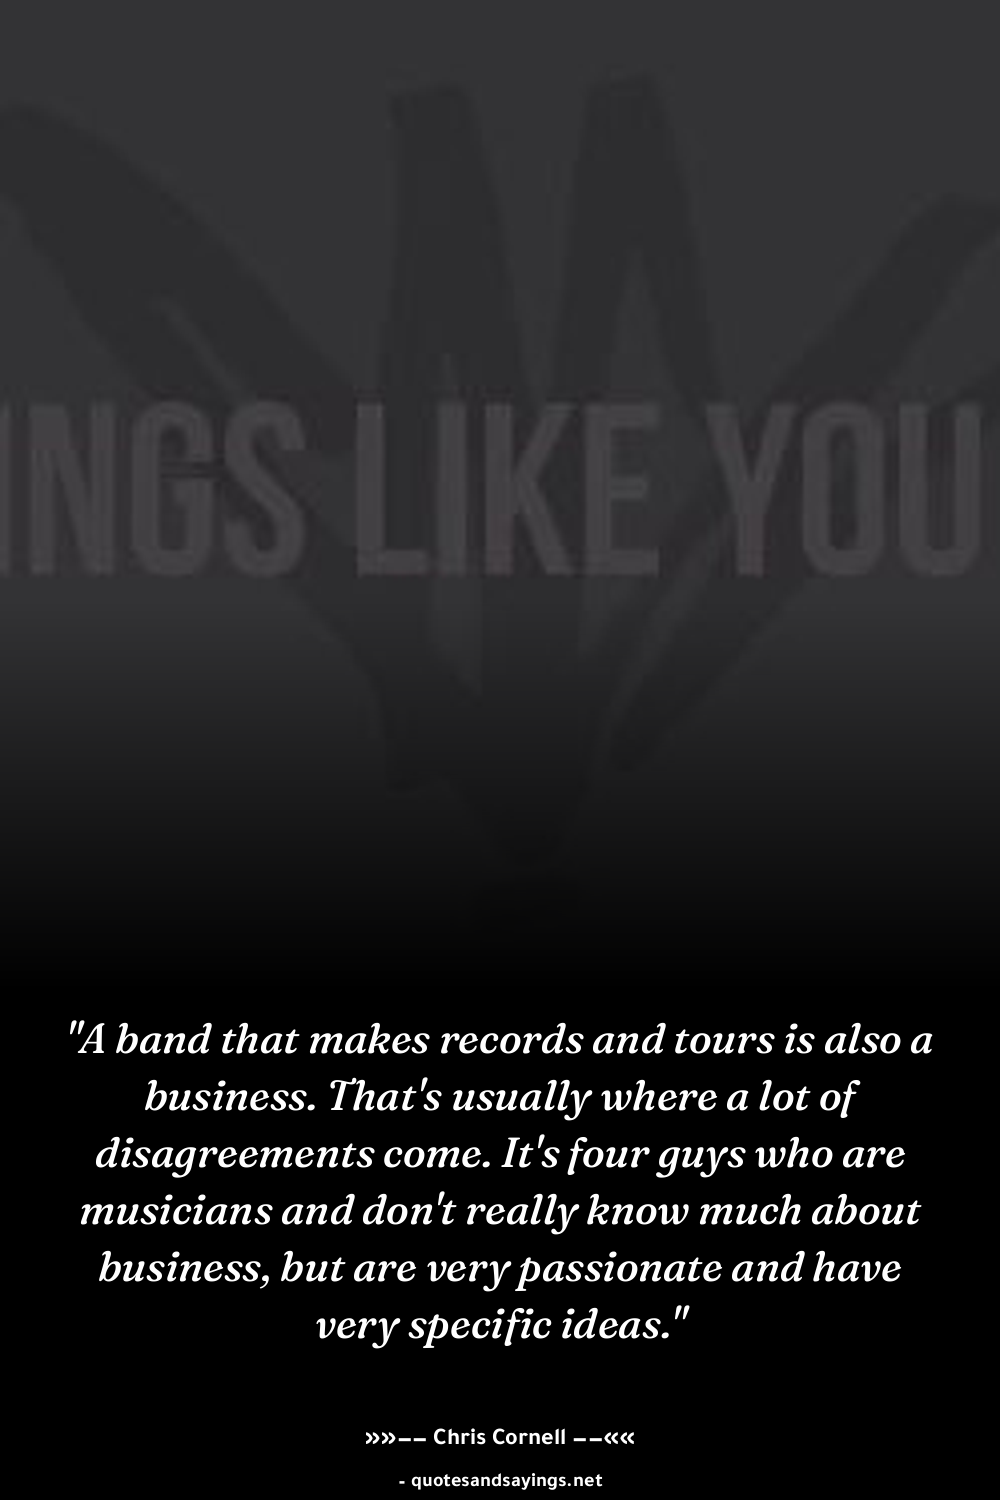 INGS LIKE YOU
"A band that makes records and tours is also a
business. That's usually where a lot of
disagreements come. It's four guys who are
musicians and don't really know much about
business, but are very passionate and have
very specific ideas."
»»–– Chris Cornell ––««
- quotesandsayings.net